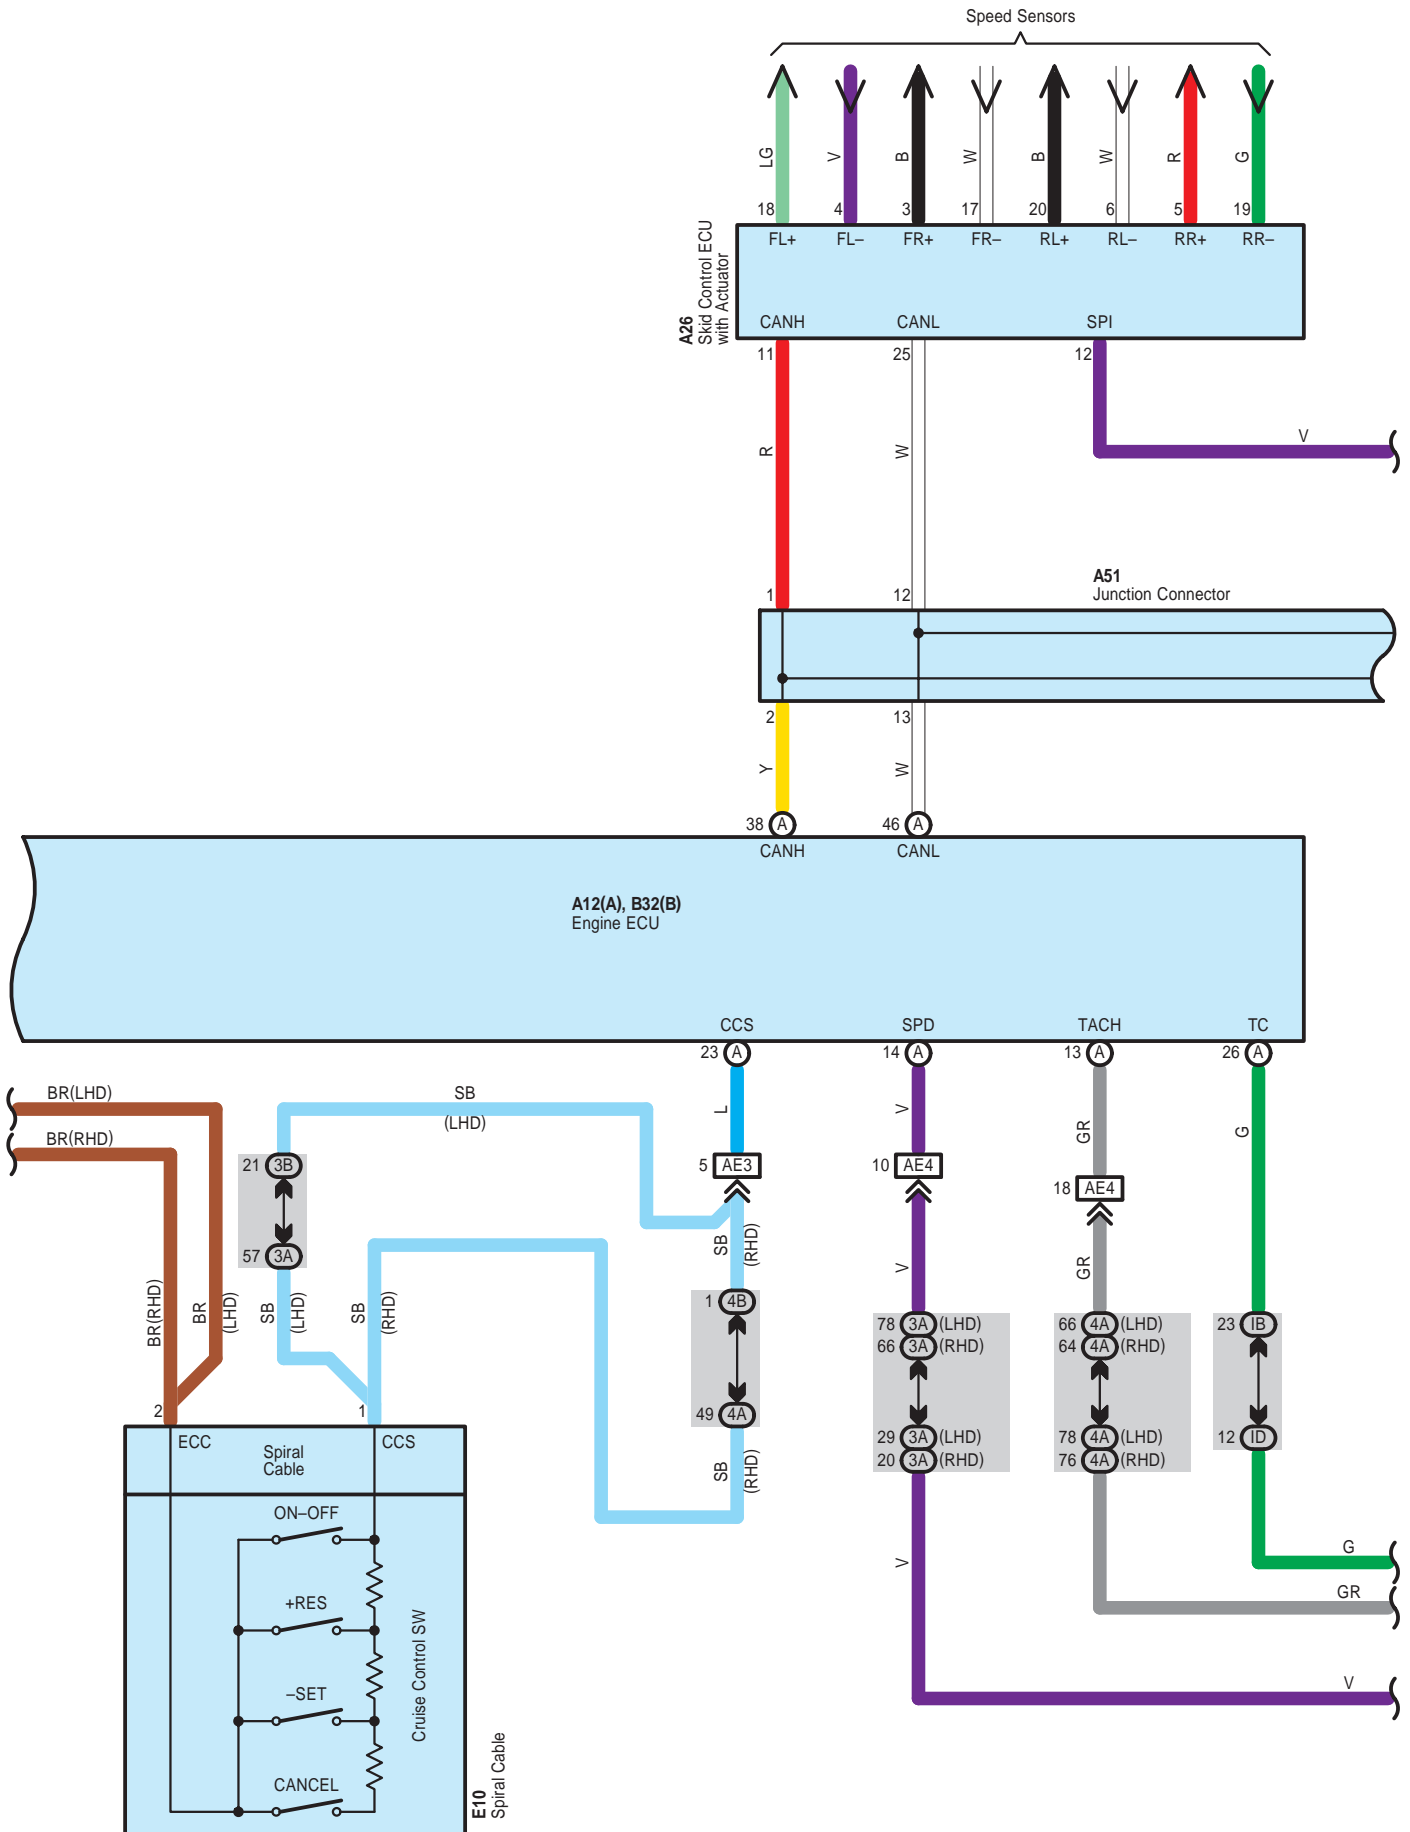 Speed Sensors
LG V B W B W R G
18 4 3 17 20 6 5 19
FL+ FL– FR+ FR– RL+ RL– RR+ RR–
A26
Skid Control ECU
with Actuator
CANH CANL SPI
11 25 12
R W V
A51
Junction Connector
1 12
2 13
Y W
38 A 46 A
CANH CANL
A12(A), B32(B)
Engine ECU
CCS SPD TACH TC
23 A 14 A 13 A 26 A
BR(LHD)
BR(RHD)
SB
(LHD)
L V GR G
21 3B
5 AE3
10 AE4
18 AE4
57 3A
SB
(RHD)
V GR
BR(RHD)
BR
(LHD)
SB
(LHD)
SB
(RHD)
1 4B
49 4A
78 3A (LHD)
66 3A (RHD)
29 3A (LHD)
20 3A (RHD)
66 4A (LHD)
64 4A (RHD)
78 4A (LHD)
76 4A (RHD)
23 IB
12 ID
SB
(RHD)
2 1
ECC CCS
Spiral
Cable
ON–OFF
+RES
–SET
CANCEL
Cruise Control SW
E10
Spiral Cable
V
G
GR
V